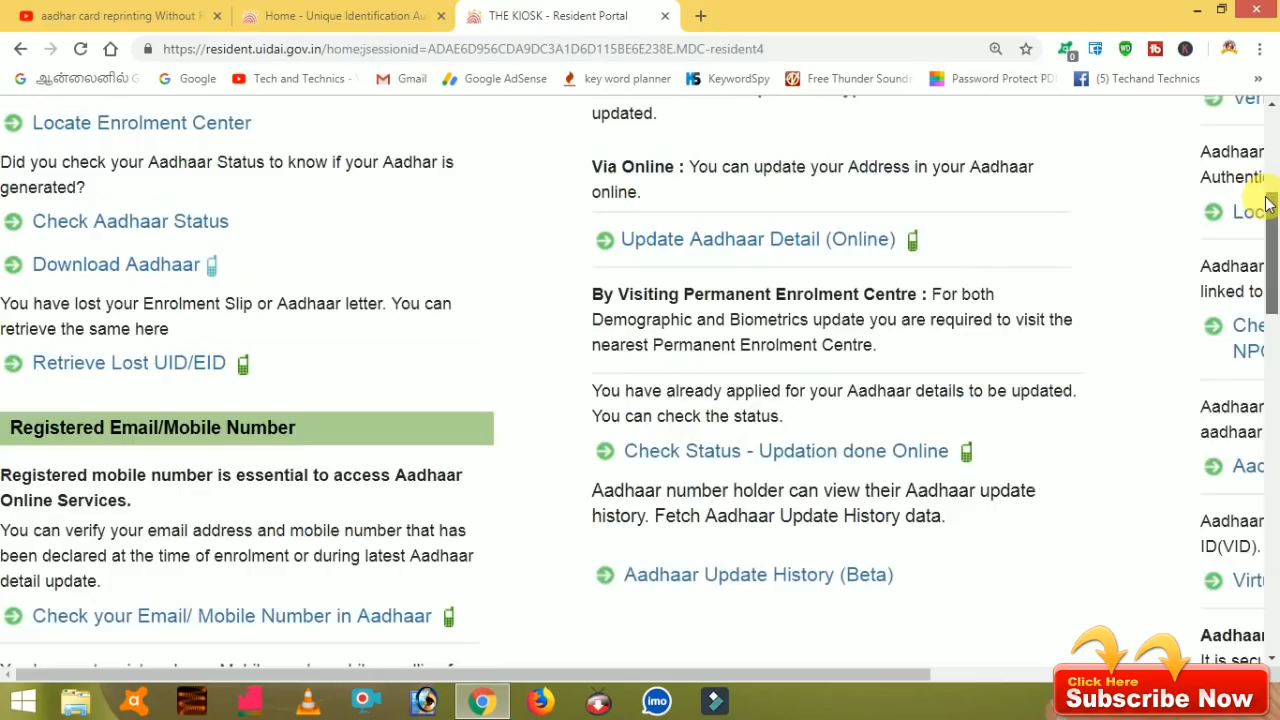 aadhar card reprinting Without R
Home - Unique Identification Au
THE KIOSK - Resident Portal
https://resident.uidai.gov.in/home;jsessionid=ADAE6D956CDA9DC3A1D6D115BE6E238E.MDC-resident4
ஆன்லைனில் G
Google
Tech and Technics -
Gmail
Google AdSense
key word planner
KeywordSpy
Free Thunder Sound
Password Protect PD
(5) Techand Technics
»
Locate Enrolment Center
Did you check your Aadhaar Status to know if your Aadhar is
generated?
Check Aadhaar Status
Download Aadhaar
You have lost your Enrolment Slip or Aadhaar letter. You can
retrieve the same here
Retrieve Lost UID/EID
Registered Email/Mobile Number
Registered mobile number is essential to access Aadhaar
Online Services.
You can verify your email address and mobile number that has
been declared at the time of enrolment or during latest Aadhaar
detail update.
Check your Email/ Mobile Number in Aadhaar
updated.
Via Online : You can update your Address in your Aadhaar
online.
Update Aadhaar Detail (Online)
By Visiting Permanent Enrolment Centre : For both
Demographic and Biometrics update you are required to visit the
nearest Permanent Enrolment Centre.
You have already applied for your Aadhaar details to be updated.
You can check the status.
Check Status - Updation done Online
Aadhaar number holder can view their Aadhaar update
history. Fetch Aadhaar Update History data.
Aadhaar Update History (Beta)
Aadhaar
Authenti
Loc
Aadhaar
linked to
Che
NPC
Aadhaar
aadhaar
Aad
Aadhaar
ID(VID).
Virtu
Aadhaar
It is secu
Click Here
Subscribe Now
imo